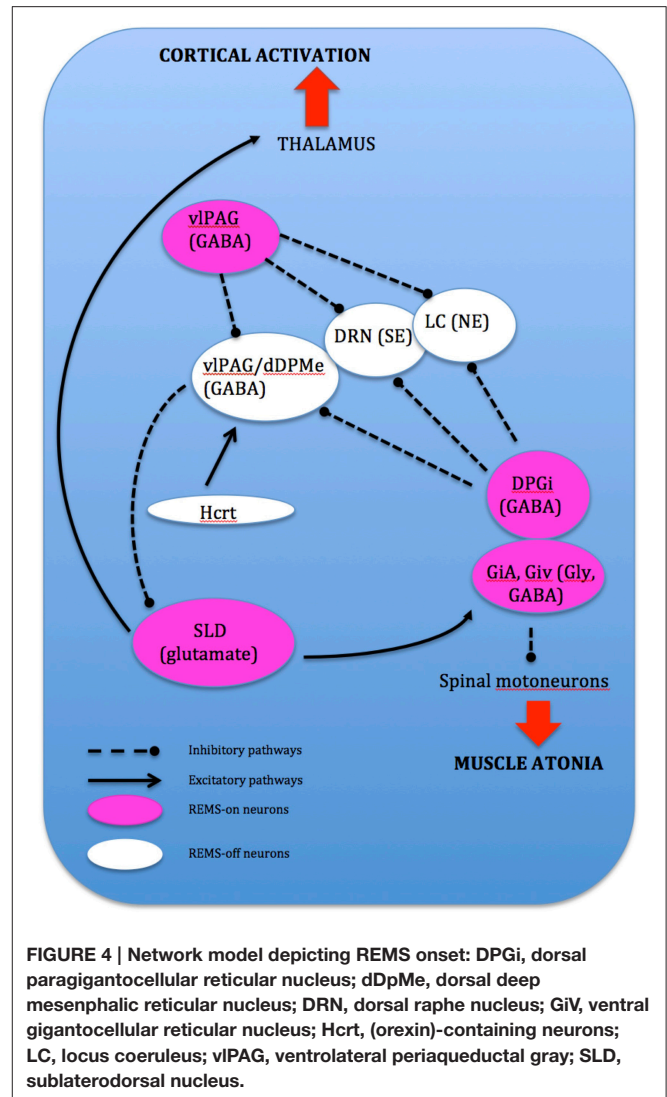 CORTICAL ACTIVATION
THALAMUS
vlPAG
(GABA)
DRN (SE)
LC (NE)
vlPAG/dDPMe
(GABA)
Hcrt
DPGi
(GABA)
GiA, Giv (Gly,
GABA)
SLD
(glutamate)
Spinal motoneurons
MUSCLE ATONIA
Inhibitory pathways
Excitatory pathways
REMS-on neurons
REMS-off neurons
FIGURE 4 | Network model depicting REMS onset: DPGi, dorsal
paragigantocellular reticular nucleus; dDpMe, dorsal deep
mesenphalic reticular nucleus; DRN, dorsal raphe nucleus; GiV, ventral
gigantocellular reticular nucleus; Hcrt, (orexin)-containing neurons;
LC, locus coeruleus; vlPAG, ventrolateral periaqueductal gray; SLD,
sublaterodorsal nucleus.